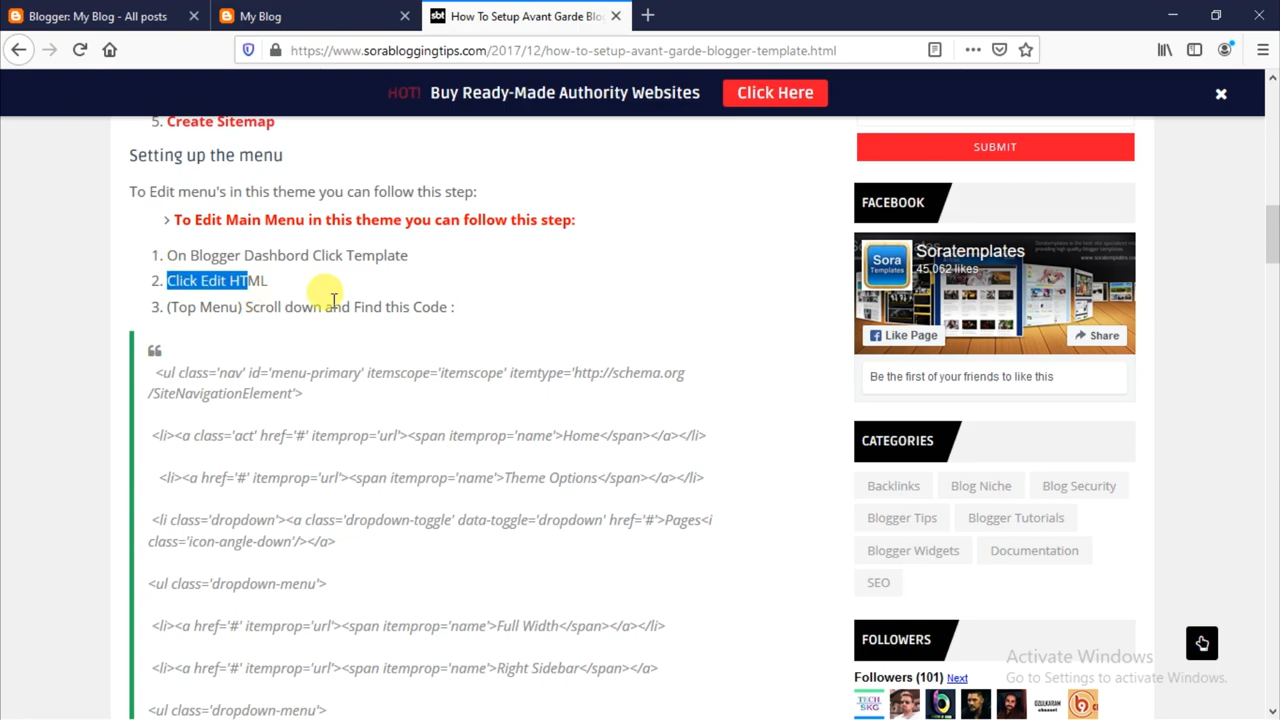 Blogger: My Blog - All posts
My Blog
sbt How To Setup Avant Garde Blo
https://www.sorabloggingtips.com/2017/12/how-to-setup-avant-garde-blogger-template.html
HOT! Buy Ready-Made Authority Websites Click Here
5. Create Sitemap
Setting up the menu
To Edit menu's in this theme you can follow this step:
To Edit Main Menu in this theme you can follow this step:
1. On Blogger Dashbord Click Template
2. Click Edit HTML
3. (Top Menu) Scroll down and Find this Code :
<ul class='nav' id='menu-primary' itemscope='itemscope' itemtype='http://schema.org
/SiteNavigationElement'>
<li><a class='act' href='#' itemprop='url'><span itemprop='name'>Home</span></a></li>
<li><a href='#' itemprop='url'><span itemprop='name'>Theme Options</span></a></li>
<li class='dropdown'><a class='dropdown-toggle' data-toggle='dropdown' href='#'>Pages<i
class='icon-angle-down'/></a>
<ul class='dropdown-menu'>
<li><a href='#' itemprop='url'><span itemprop='name'>Full Width</span></a></li>
<li><a href='#' itemprop='url'><span itemprop='name'>Right Sidebar</span></a>
<ul class='dropdown-menu'>
SUBMIT
FACEBOOK
Sora
Templates
Soratemplates
45,062 likes
Like Page
Share
Be the first of your friends to like this
CATEGORIES
Backlinks
Blog Niche
Blog Security
Blogger Tips
Blogger Tutorials
Blogger Widgets
Documentation
SEO
FOLLOWERS
Followers (101) Next
TECH
SKG
Activate Windows
Go to Settings to activate Windows.